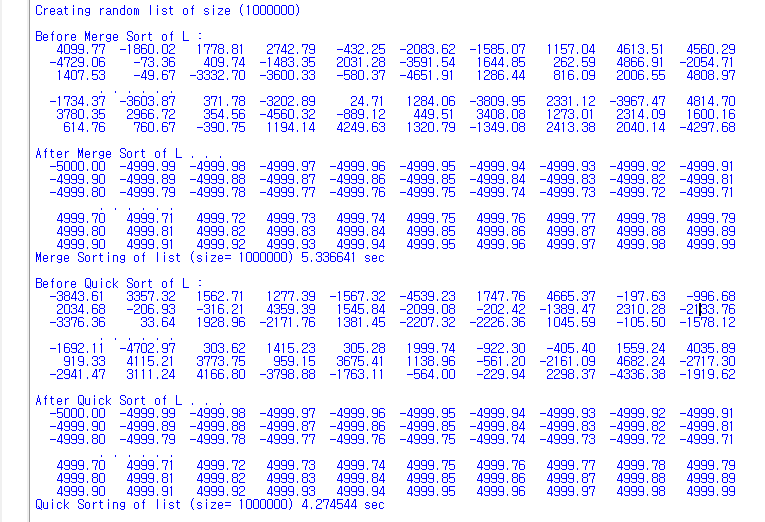 Creating random list of size (1000000)
Before Merge Sort of L :
4099.77 -1860.02 1778.81 2742.79 -432.25 -2083.62 -1585.07 1157.04 4613.51 4560.29
-4729.06 -73.36 409.74 -1483.35 2031.28 -3591.54 1644.85 262.59 4866.91 -2054.71
1407.53 -49.67 -3332.70 -3600.33 -580.37 -4651.91 1286.44 816.09 2006.55 4808.97
. . . . . .
-1734.37 -3603.87 371.78 -3202.89 24.71 1284.06 -3809.95 2331.12 -3967.47 4814.70
3780.35 2966.72 354.56 -4560.32 -889.12 449.51 3408.08 1273.01 2314.09 1600.16
614.76 760.67 -390.75 1194.14 4249.63 1320.79 -1349.08 2413.38 2040.14 -4297.68
After Merge Sort of L . . .
-5000.00 -4999.99 -4999.98 -4999.97 -4999.96 -4999.95 -4999.94 -4999.93 -4999.92 -4999.91
-4999.90 -4999.89 -4999.88 -4999.87 -4999.86 -4999.85 -4999.84 -4999.83 -4999.82 -4999.81
-4999.80 -4999.79 -4999.78 -4999.77 -4999.76 -4999.75 -4999.74 -4999.73 -4999.72 -4999.71
. . . . . .
4999.70 4999.71 4999.72 4999.73 4999.74 4999.75 4999.76 4999.77 4999.78 4999.79
4999.80 4999.81 4999.82 4999.83 4999.84 4999.85 4999.86 4999.87 4999.88 4999.89
4999.90 4999.91 4999.92 4999.93 4999.94 4999.95 4999.96 4999.97 4999.98 4999.99
Merge Sorting of list (size= 1000000) 5.336641 sec
Before Quick Sort of L :
-3843.61 3357.32 1562.71 1277.39 -1567.32 -4539.23 1747.76 4665.37 -197.63 -996.68
2034.68 -206.93 -316.21 4359.39 1545.84 -2099.08 -202.42 -1389.47 2310.28 -2133.76
-3376.36 33.64 1928.96 -2171.76 1381.45 -2207.32 -2226.36 1045.59 -105.50 -1578.12
. . . . . .
-1692.11 -4702.97 303.62 1415.23 305.28 1999.74 -922.30 -405.40 1559.24 4035.89
919.33 4115.21 3773.75 959.15 3675.41 1138.96 -561.20 -2161.09 4682.24 -2717.30
-2941.47 3111.24 4166.80 -3798.88 -1763.11 -564.00 -229.94 2298.37 -4336.38 -1919.62
After Quick Sort of L . . .
-5000.00 -4999.99 -4999.98 -4999.97 -4999.96 -4999.95 -4999.94 -4999.93 -4999.92 -4999.91
-4999.90 -4999.89 -4999.88 -4999.87 -4999.86 -4999.85 -4999.84 -4999.83 -4999.82 -4999.81
-4999.80 -4999.79 -4999.78 -4999.77 -4999.76 -4999.75 -4999.74 -4999.73 -4999.72 -4999.71
. . . . . .
4999.70 4999.71 4999.72 4999.73 4999.74 4999.75 4999.76 4999.77 4999.78 4999.79
4999.80 4999.81 4999.82 4999.83 4999.84 4999.85 4999.86 4999.87 4999.88 4999.89
4999.90 4999.91 4999.92 4999.93 4999.94 4999.95 4999.96 4999.97 4999.98 4999.99
Quick Sorting of list (size= 1000000) 4.274544 sec